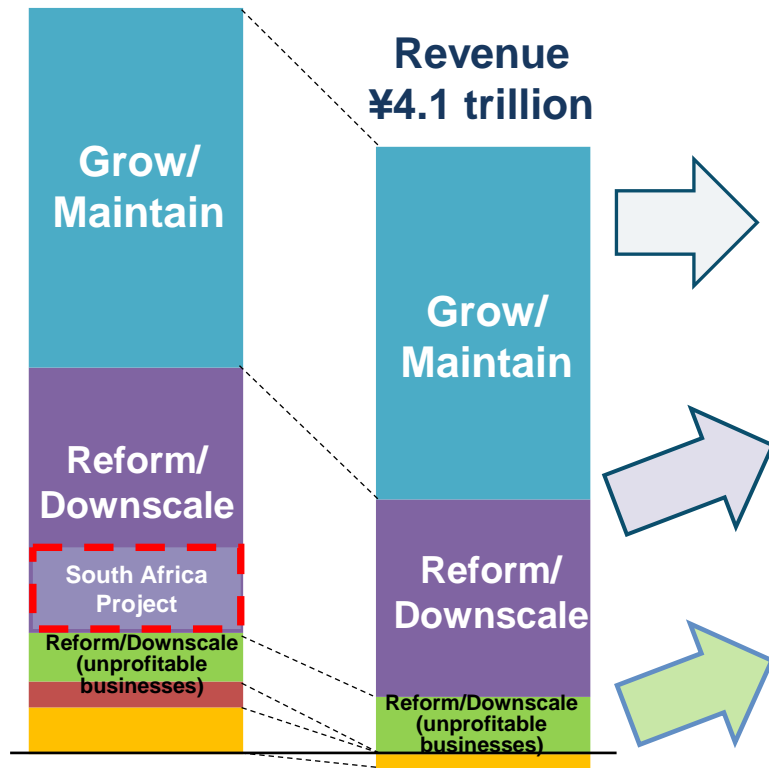 Grow/
Maintain
Reform/
Downscale
South Africa
Project
Reform/Downscale
(unprofitable
businesses)
Revenue
¥4.1 trillion
Grow/
Maintain
Reform/
Downscale
Reform/Downscale
(unprofitable
businesses)